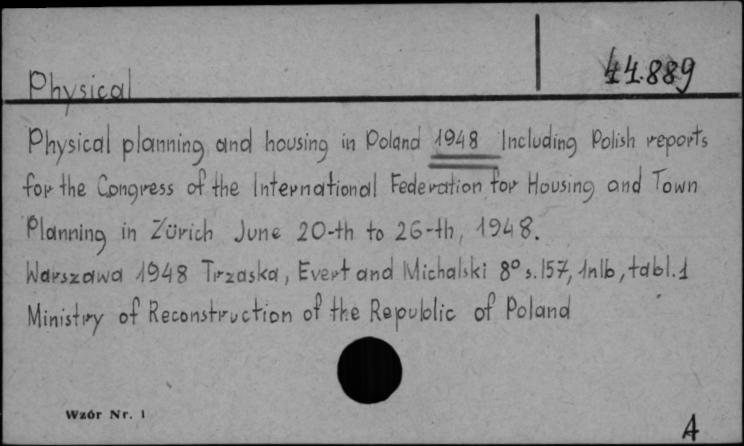 44.889
Physical
Physical planning and housing in Poland 1948 Including Polish reports
for the Congress of the International Federation for Housing and Town
Planning in Zürich June 20-th to 26-th, 1948.
Warszawa 1948 Trzaska, Evert and Michalski 8° s.157, 1nlb, tabl.1
Ministry of Reconstruction of the Republic of Poland
Wzór Nr. 1
A